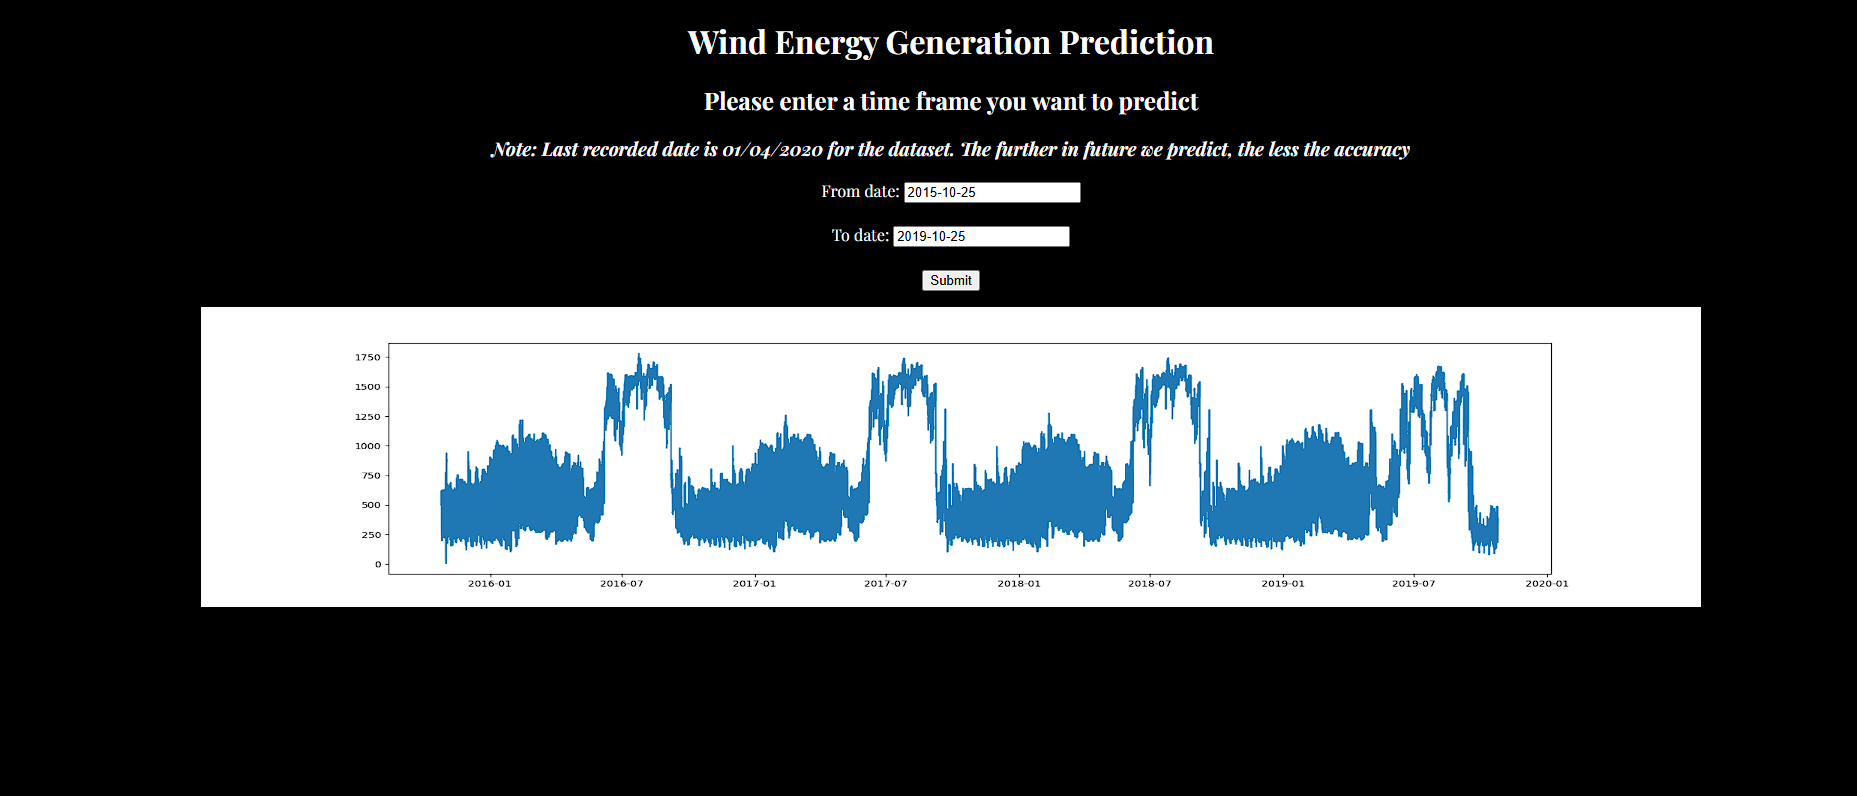 Wind Energy Generation Prediction
Please enter a time frame you want to predict
Note: Last recorded date is 01/04/2020 for the dataset. The further in future we predict, the less the accuracy
From date: 2015-10-25
To date: 2019-10-25
Submit
1750
1500
1250
1000
750
500
250
0
2016-01 2016-07 2017-01 2017-07 2018-01 2018-07 2019-01 2019-07 2020-01